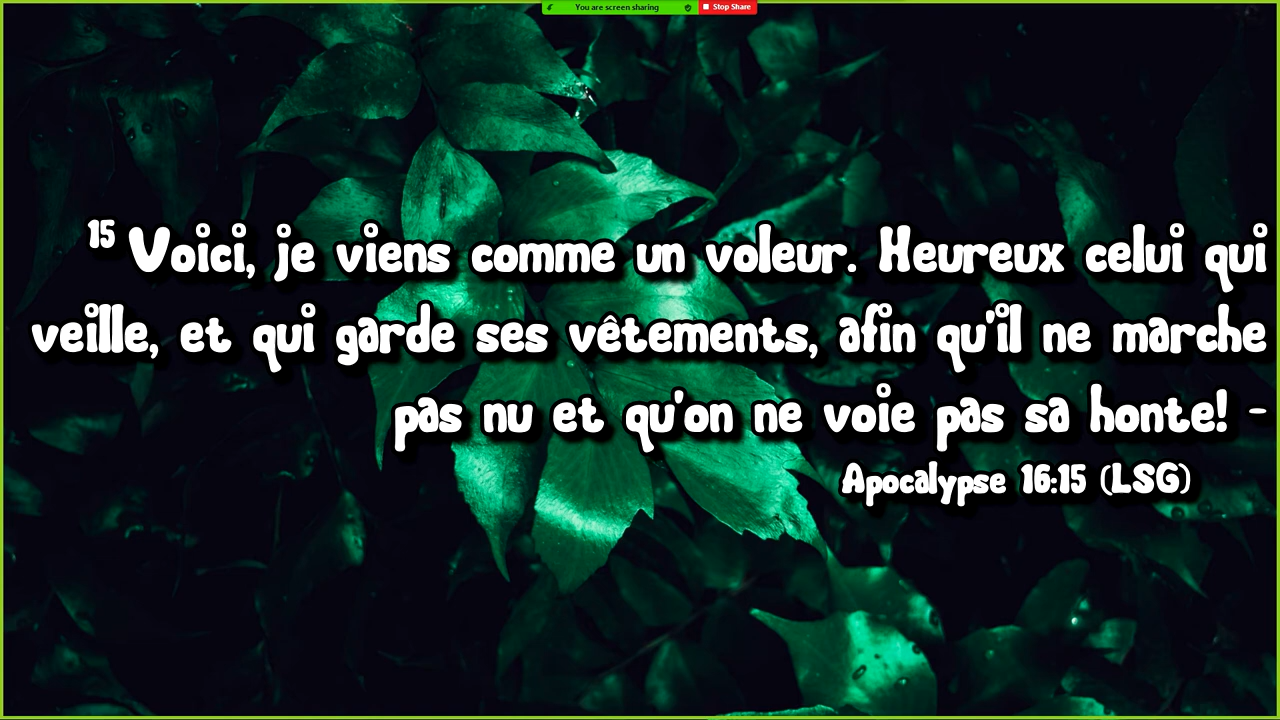 You are screen sharing Stop Share
15 Voici, je viens comme un voleur. Heureux celui qui
veille, et qui garde ses vêtements, afin qu'il ne marche
pas nu et qu'on ne voie pas sa honte! -
Apocalypse 16:15 (LSG)